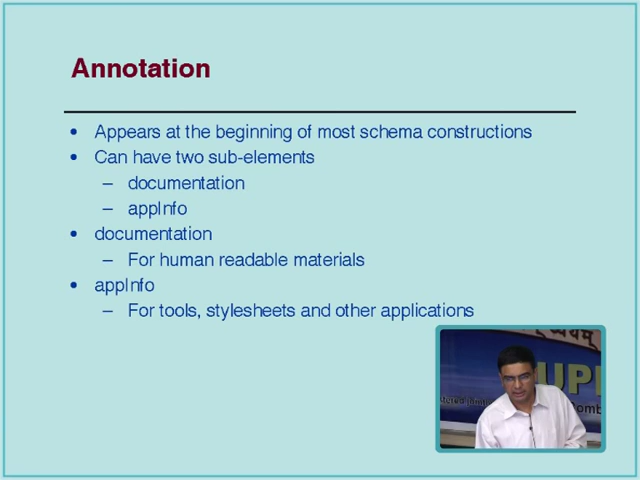 Annotation
• Appears at the beginning of most schema constructions
• Can have two sub-elements
– documentation
– appInfo
• documentation
– For human readable materials
• appInfo
– For tools, stylesheets and other applications
UP